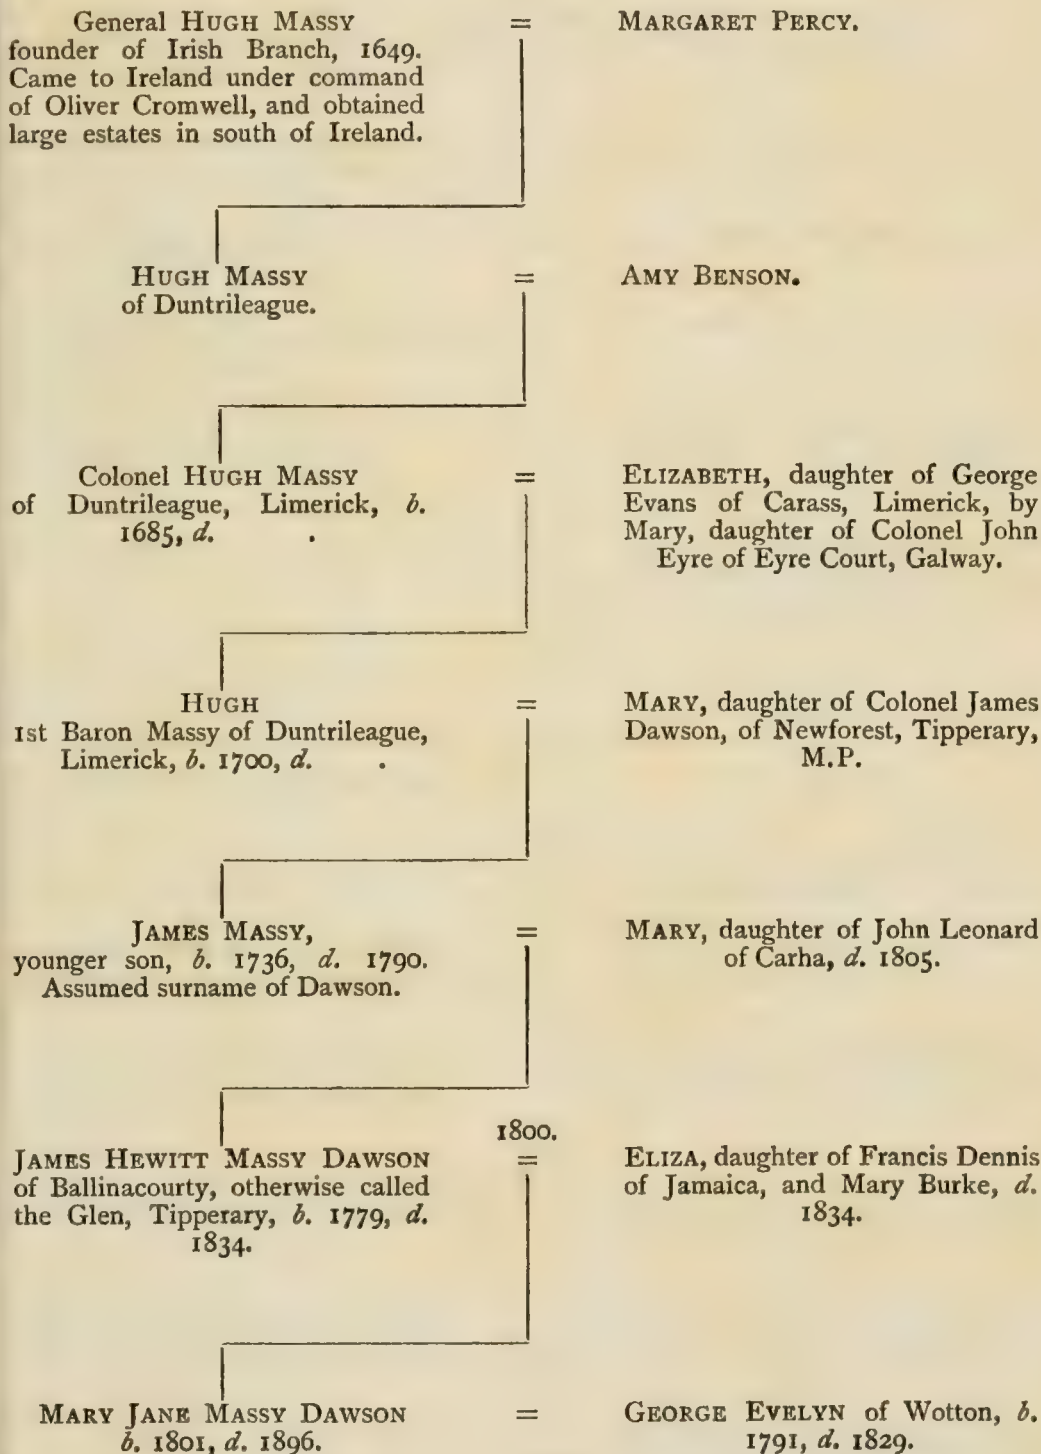 General HUGH MASSY
founder of Irish Branch, 1649.
Came to Ireland under command
of Oliver Cromwell, and obtained
large estates in south of Ireland.
=
MARGARET PERCY.
HUGH MASSY
of Duntrileague.
=
AMY BENSON.
Colonel HUGH MASSY
of Duntrileague, Limerick, b.
1685, d. .
=
ELIZABETH, daughter of George
Evans of Carass, Limerick, by
Mary, daughter of Colonel John
Eyre of Eyre Court, Galway.
HUGH
1st Baron Massy of Duntrileague,
Limerick, b. 1700, d. .
=
MARY, daughter of Colonel James
Dawson, of Newforest, Tipperary,
M.P.
JAMES MASSY,
younger son, b. 1736, d. 1790.
Assumed surname of Dawson.
=
MARY, daughter of John Leonard
of Carha, d. 1805.
JAMES HEWITT MASSY DAWSON
of Ballinacourty, otherwise called
the Glen, Tipperary, b. 1779, d.
1834.
1800.
=
ELIZA, daughter of Francis Dennis
of Jamaica, and Mary Burke, d.
1834.
MARY JANE MASSY DAWSON
b. 1801, d. 1896.
=
GEORGE EVELYN of Wotton, b.
1791, d. 1829.